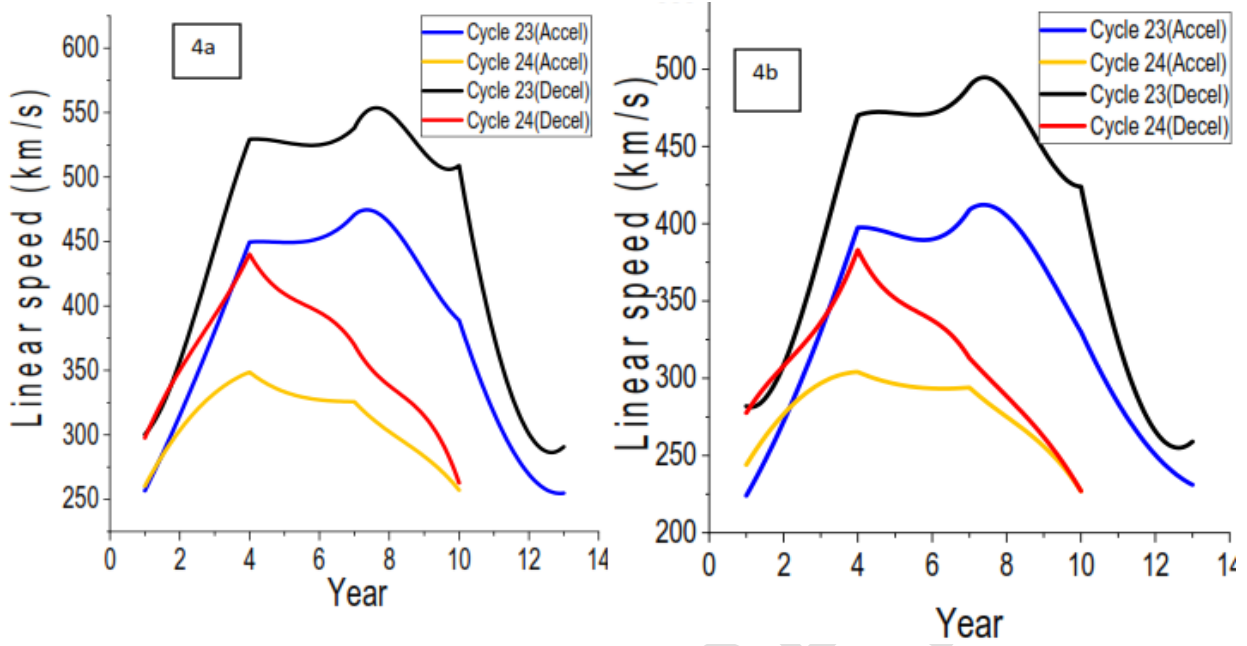 4a
Cycle 23(Accel)
Cycle 24(Accel)
Cycle 23(Decel)
Cycle 24(Decel)
600
550
500
450
400
350
300
250
Linear speed (km/s)
0 2 4 6 8 10 12 14
Year
4b
Cycle 23(Accel)
Cycle 24(Accel)
Cycle 23(Decel)
Cycle 24(Decel)
500
450
400
350
300
250
200
Linear speed (km/s)
0 2 4 6 8 10 12 14
Year